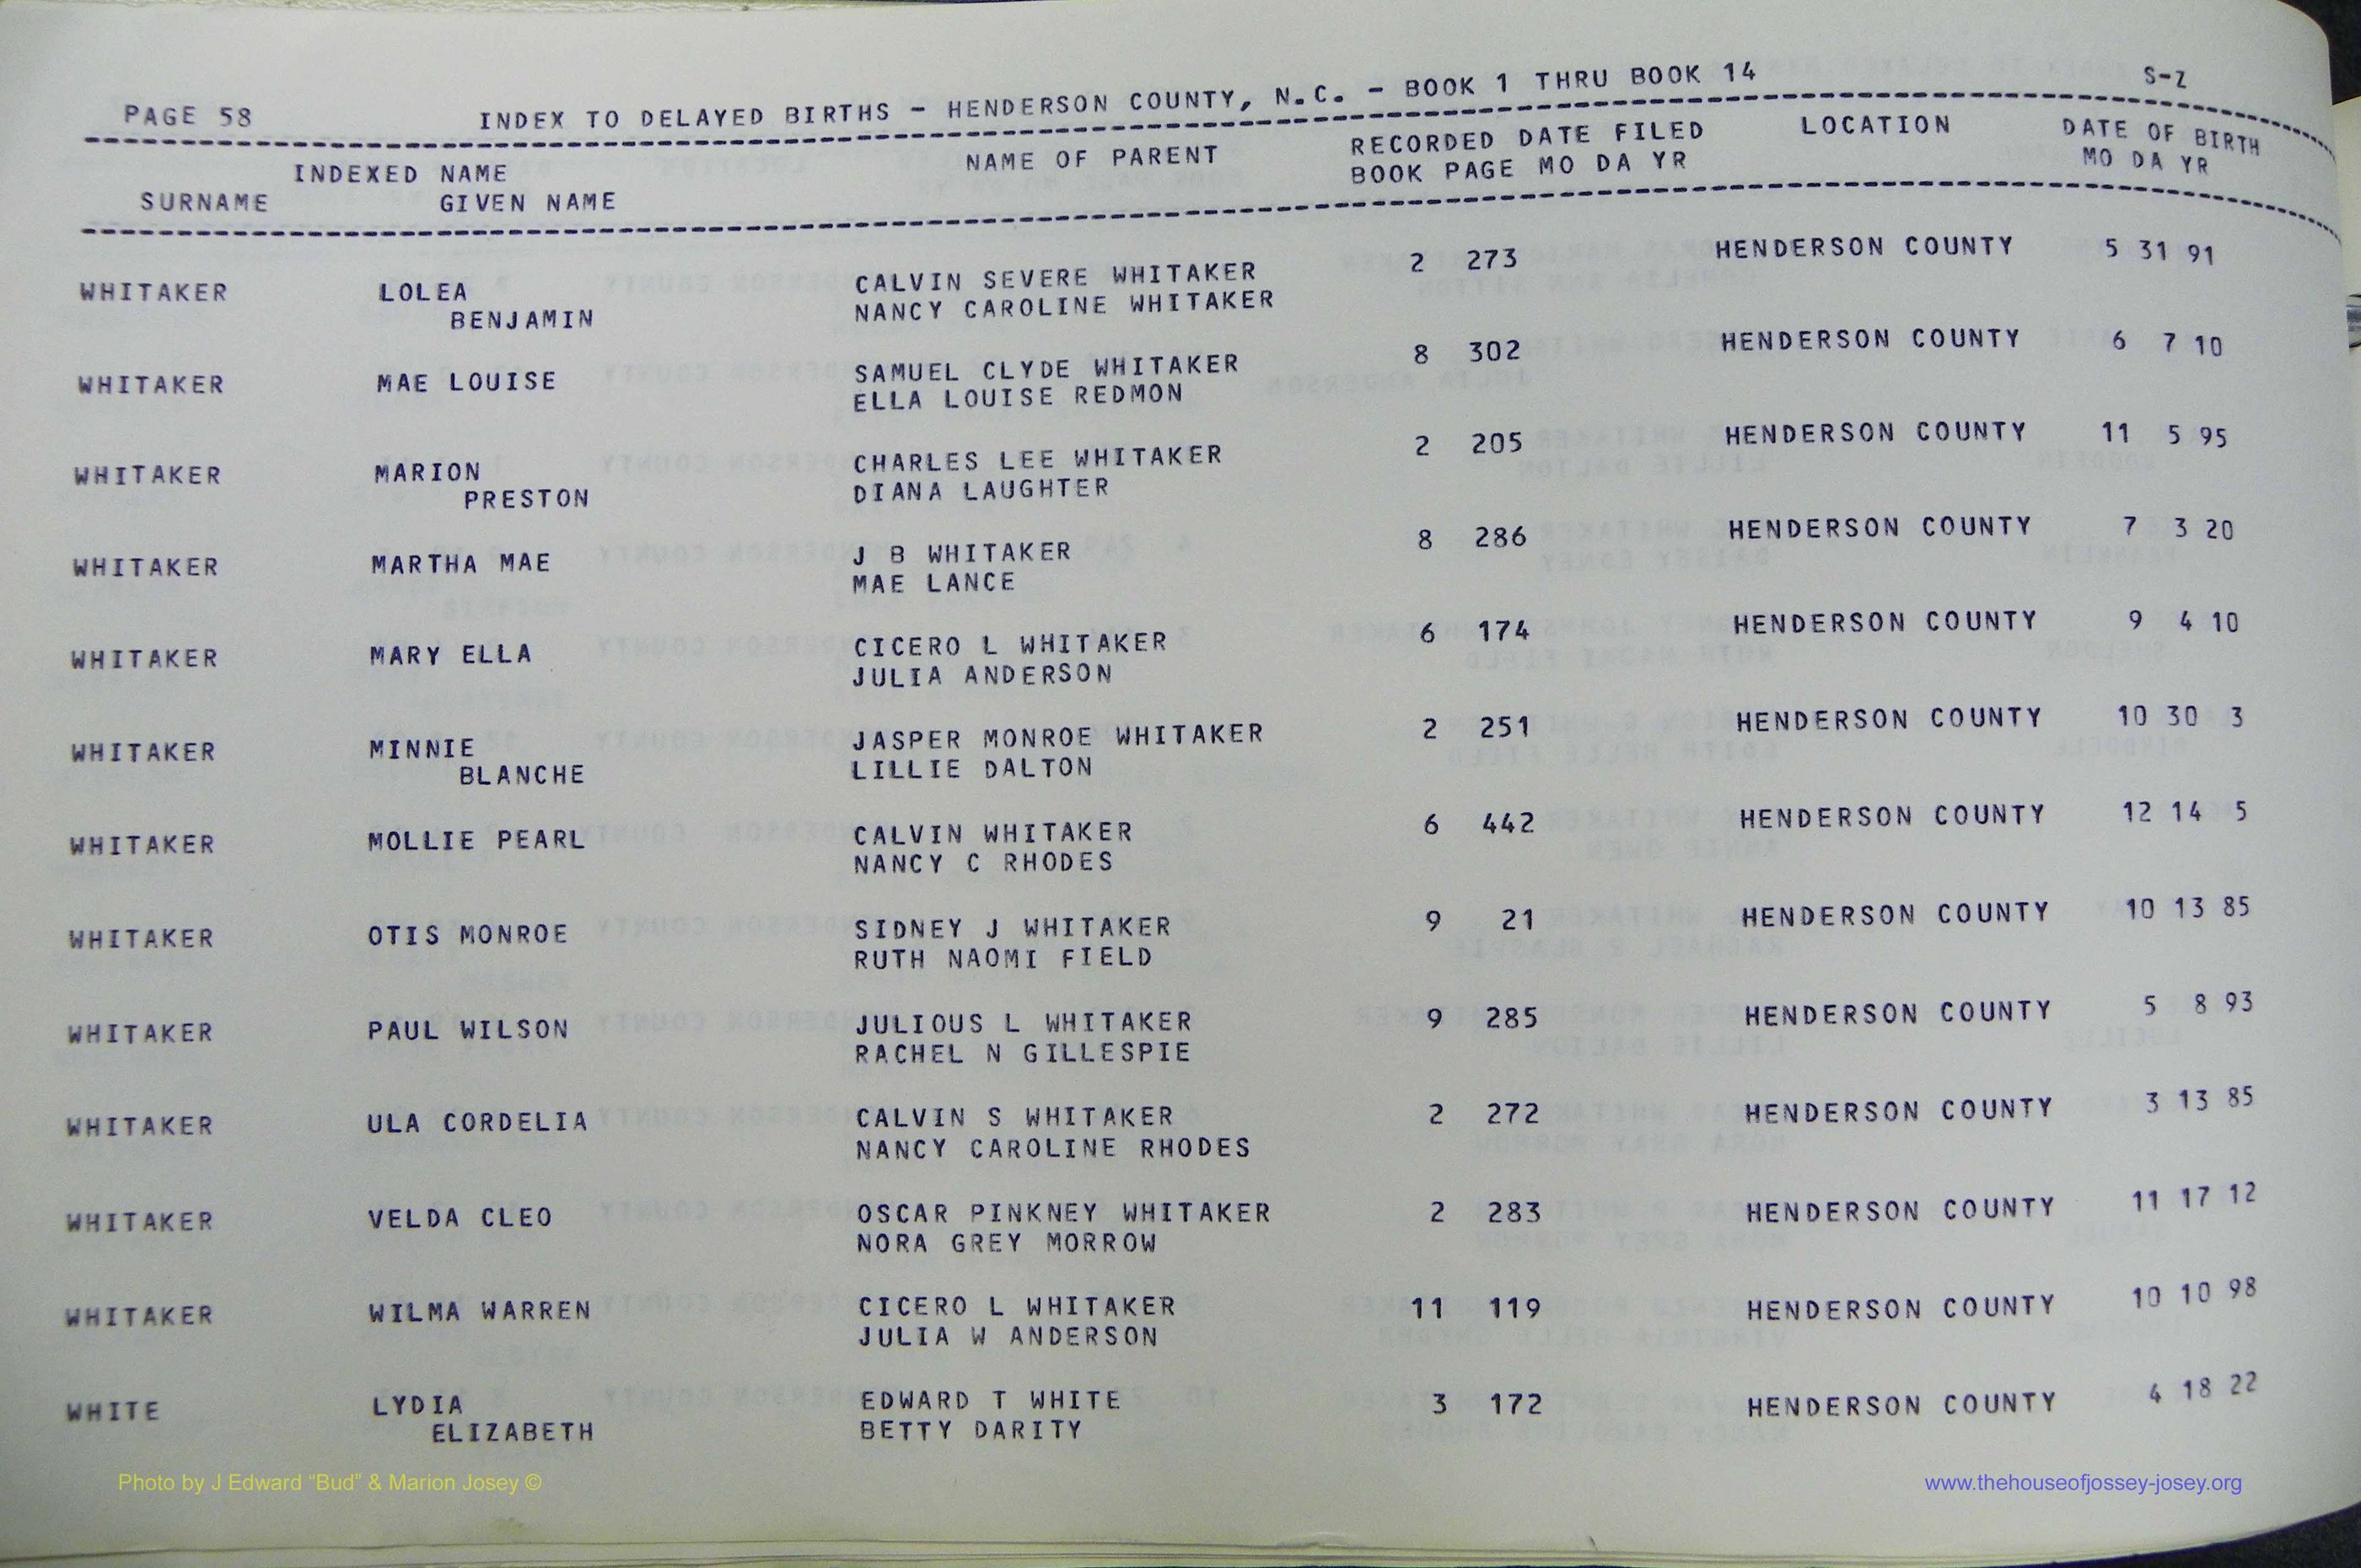 PAGE 58 INDEX TO DELAYED BIRTHS - HENDERSON COUNTY, N.C. - BOOK 1 THRU BOOK 14 S-Z
INDEXED NAME NAME OF PARENT RECORDED DATE FILED LOCATION DATE OF BIRTH
SURNAME GIVEN NAME BOOK PAGE MO DA YR MO DA YR
WHITAKER LOLEA CALVIN SEVERE WHITAKER 2 273 HENDERSON COUNTY 5 31 91
BENJAMIN NANCY CAROLINE WHITAKER
WHITAKER MAE LOUISE SAMUEL CLYDE WHITAKER 8 302 HENDERSON COUNTY 6 7 10
ELLA LOUISE REDMON
WHITAKER MARION CHARLES LEE WHITAKER 2 205 HENDERSON COUNTY 11 5 95
PRESTON DIANA LAUGHTER
WHITAKER MARTHA MAE J B WHITAKER 8 286 HENDERSON COUNTY 7 3 20
MAE LANCE
WHITAKER MARY ELLA CICERO L WHITAKER 6 174 HENDERSON COUNTY 9 4 10
JULIA ANDERSON
WHITAKER MINNIE JASPER MONROE WHITAKER 2 251 HENDERSON COUNTY 10 30 3
BLANCHE LILLIE DALTON
WHITAKER MOLLIE PEARL CALVIN WHITAKER 6 442 HENDERSON COUNTY 12 14 5
NANCY C RHODES
WHITAKER OTIS MONROE SIDNEY J WHITAKER 9 21 HENDERSON COUNTY 10 13 85
RUTH NAOMI FIELD
WHITAKER PAUL WILSON JULIOUS L WHITAKER 9 285 HENDERSON COUNTY 5 8 93
RACHEL N GILLESPIE
WHITAKER ULA CORDELIA CALVIN S WHITAKER 2 272 HENDERSON COUNTY 3 13 85
NANCY CAROLINE RHODES
WHITAKER VELDA CLEO OSCAR PINKNEY WHITAKER 2 283 HENDERSON COUNTY 11 17 12
NORA GREY MORROW
WHITAKER WILMA WARREN CICERO L WHITAKER 11 119 HENDERSON COUNTY 10 10 98
JULIA W ANDERSON
WHITE LYDIA EDWARD T WHITE 3 172 HENDERSON COUNTY 4 18 22
ELIZABETH BETTY DARITY
Photo by J Edward “Bud” & Marion Josey © www.thehouseofjossey-josey.org